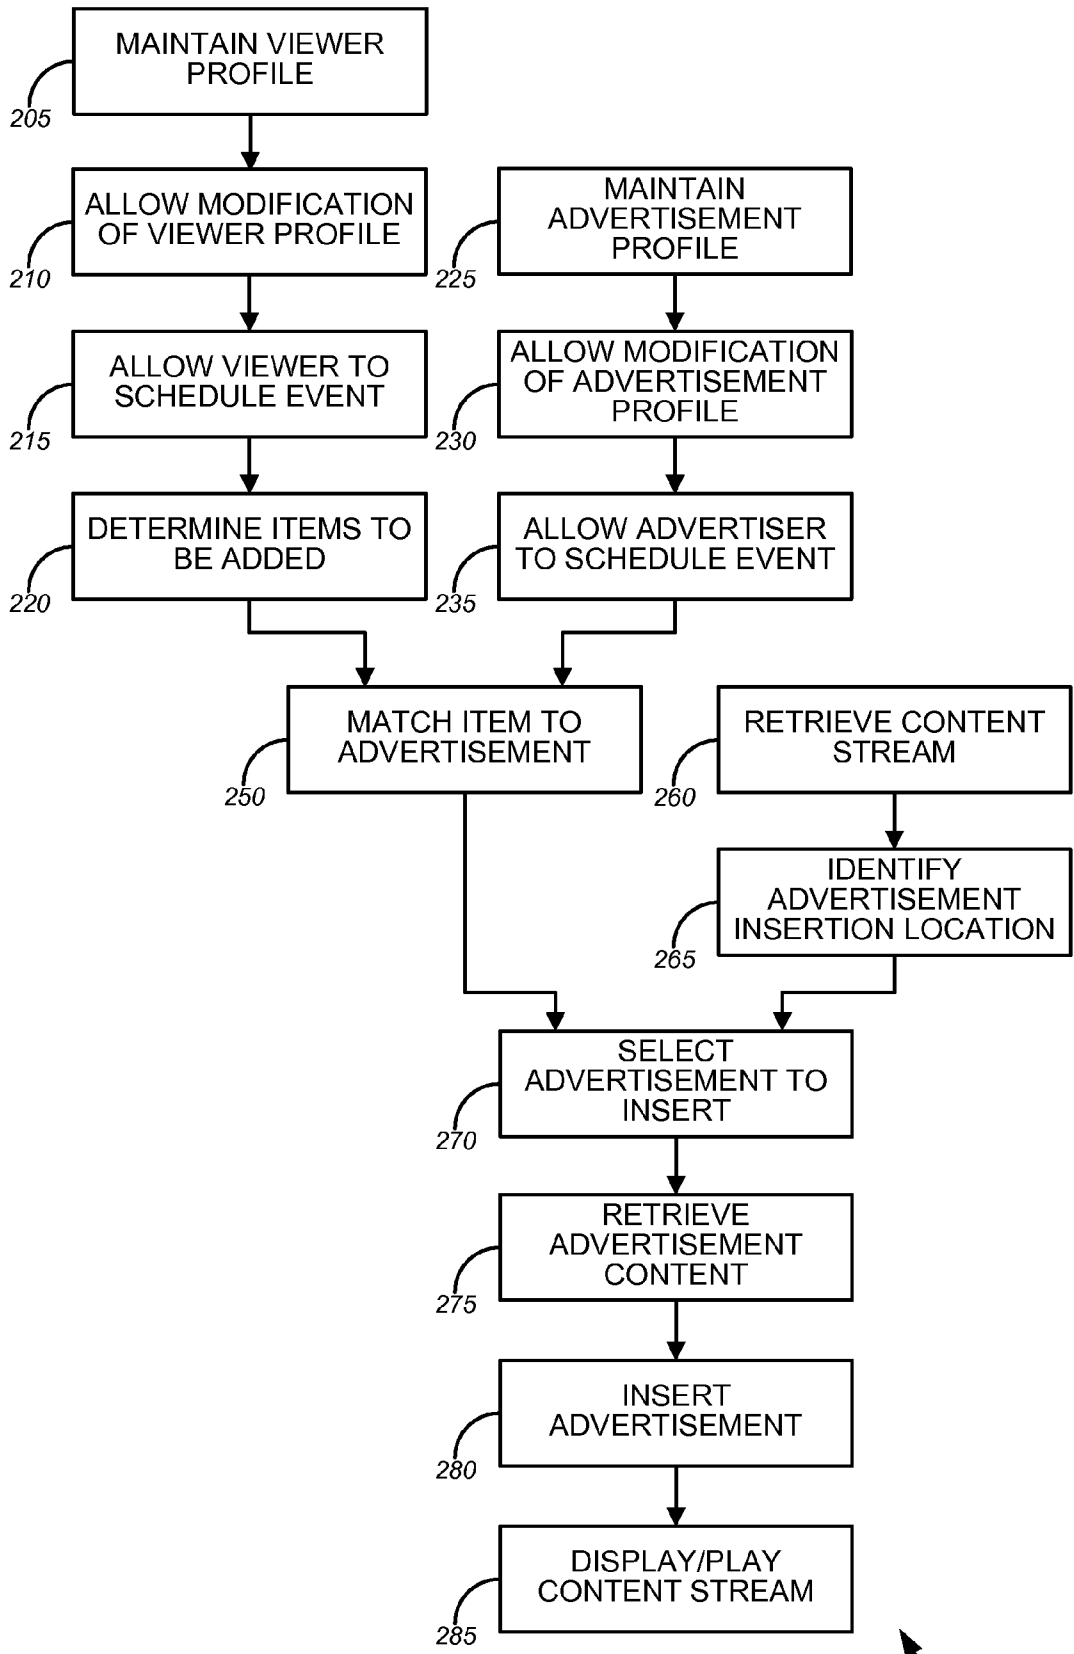 MAINTAIN VIEWER
PROFILE
205
ALLOW MODIFICATION
OF VIEWER PROFILE
210
MAINTAIN
ADVERTISEMENT
PROFILE
225
ALLOW VIEWER TO
SCHEDULE EVENT
215
ALLOW MODIFICATION
OF ADVERTISEMENT
PROFILE
230
DETERMINE ITEMS TO
BE ADDED
220
ALLOW ADVERTISER
TO SCHEDULE EVENT
235
MATCH ITEM TO
ADVERTISEMENT
250
RETRIEVE CONTENT
STREAM
260
IDENTIFY
ADVERTISEMENT
INSERTION LOCATION
265
SELECT
ADVERTISEMENT TO
INSERT
270
RETRIEVE
ADVERTISEMENT
CONTENT
275
INSERT
ADVERTISEMENT
280
DISPLAY/PLAY
CONTENT STREAM
285